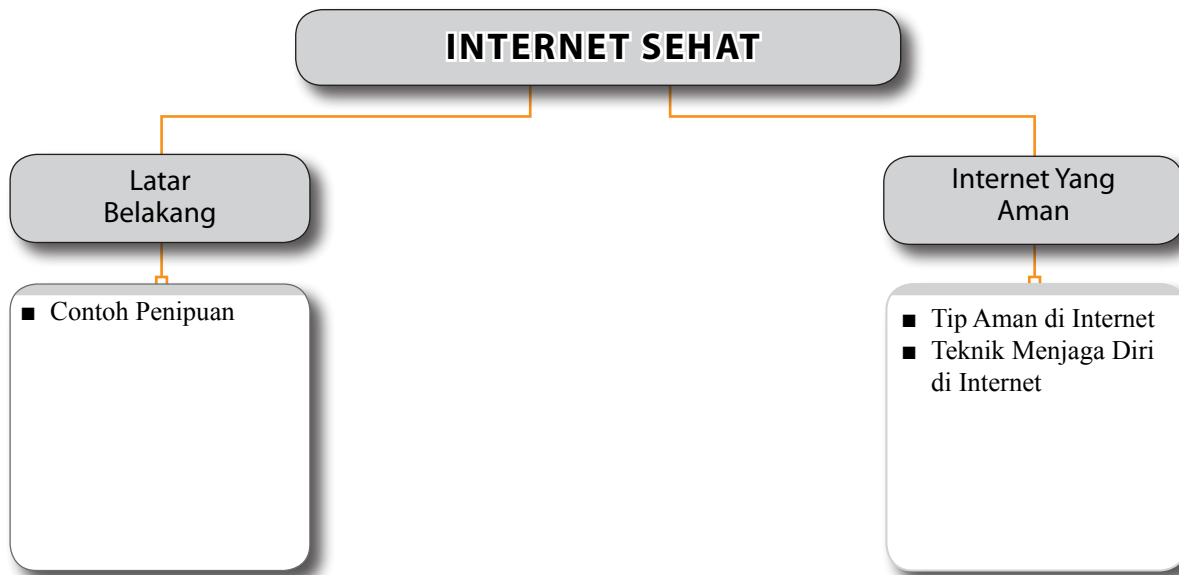 INTERNET SEHAT
Latar
Belakang
■ Contoh Penipuan
Internet Yang
Aman
■ Tip Aman di Internet
■ Teknik Menjaga Diri
di Internet